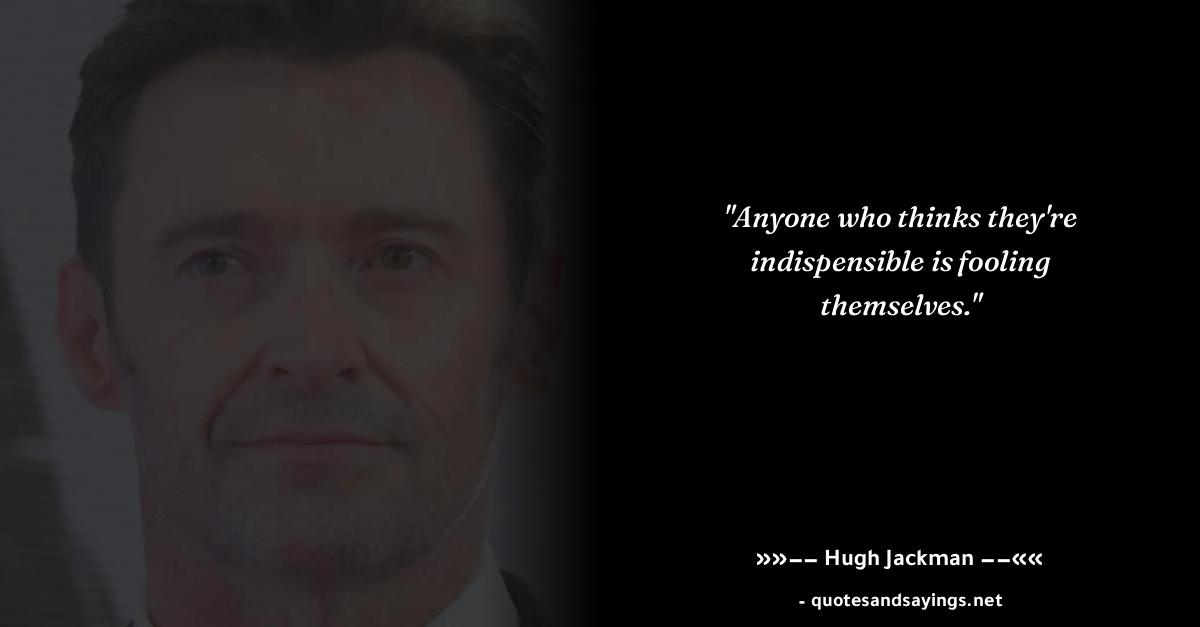 "Anyone who thinks they're
indispensible is fooling
themselves."
»»−− Hugh Jackman −−««
- quotesandsayings.net